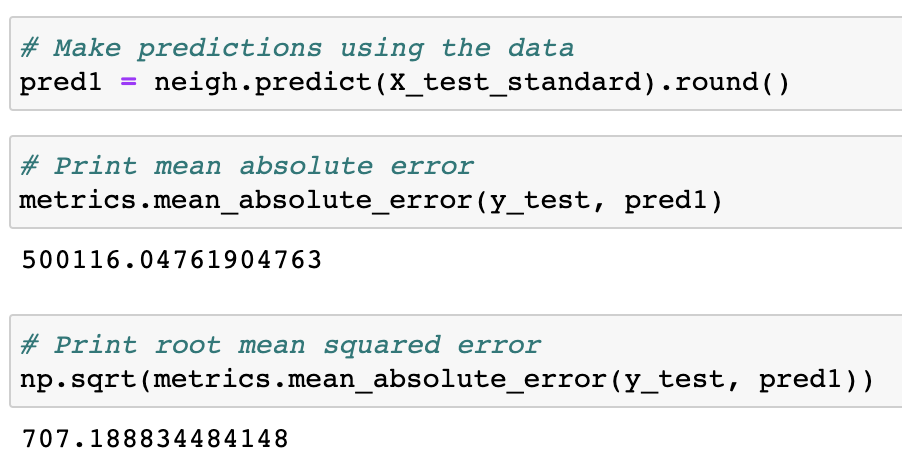 # Make predictions using the data
pred1 = neigh.predict(X_test_standard).round()
# Print mean absolute error
metrics.mean_absolute_error(y_test, pred1)
500116.04761904763
# Print root mean squared error
np.sqrt(metrics.mean_absolute_error(y_test, pred1))
707.188834484148